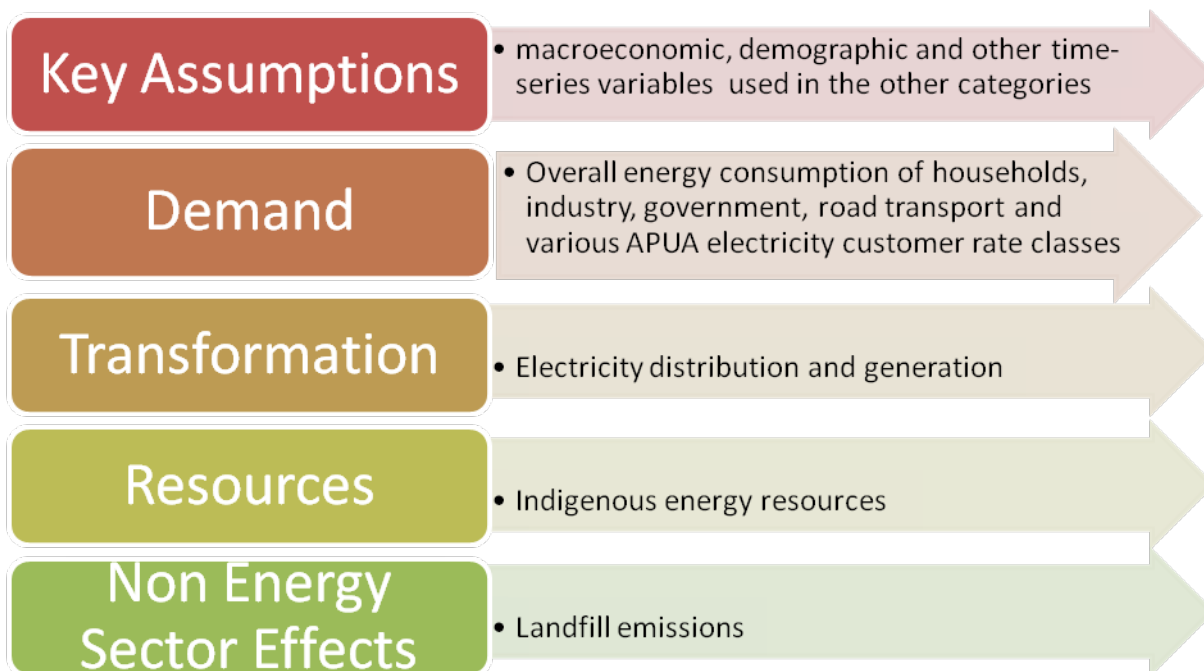 Key Assumptions
• macroeconomic, demographic and other time-
series variables used in the other categories
Demand
• Overall energy consumption of households,
industry, government, road transport and
various APUA electricity customer rate classes
Transformation
• Electricity distribution and generation
Resources
• Indigenous energy resources
Non Energy
Sector Effects
• Landfill emissions